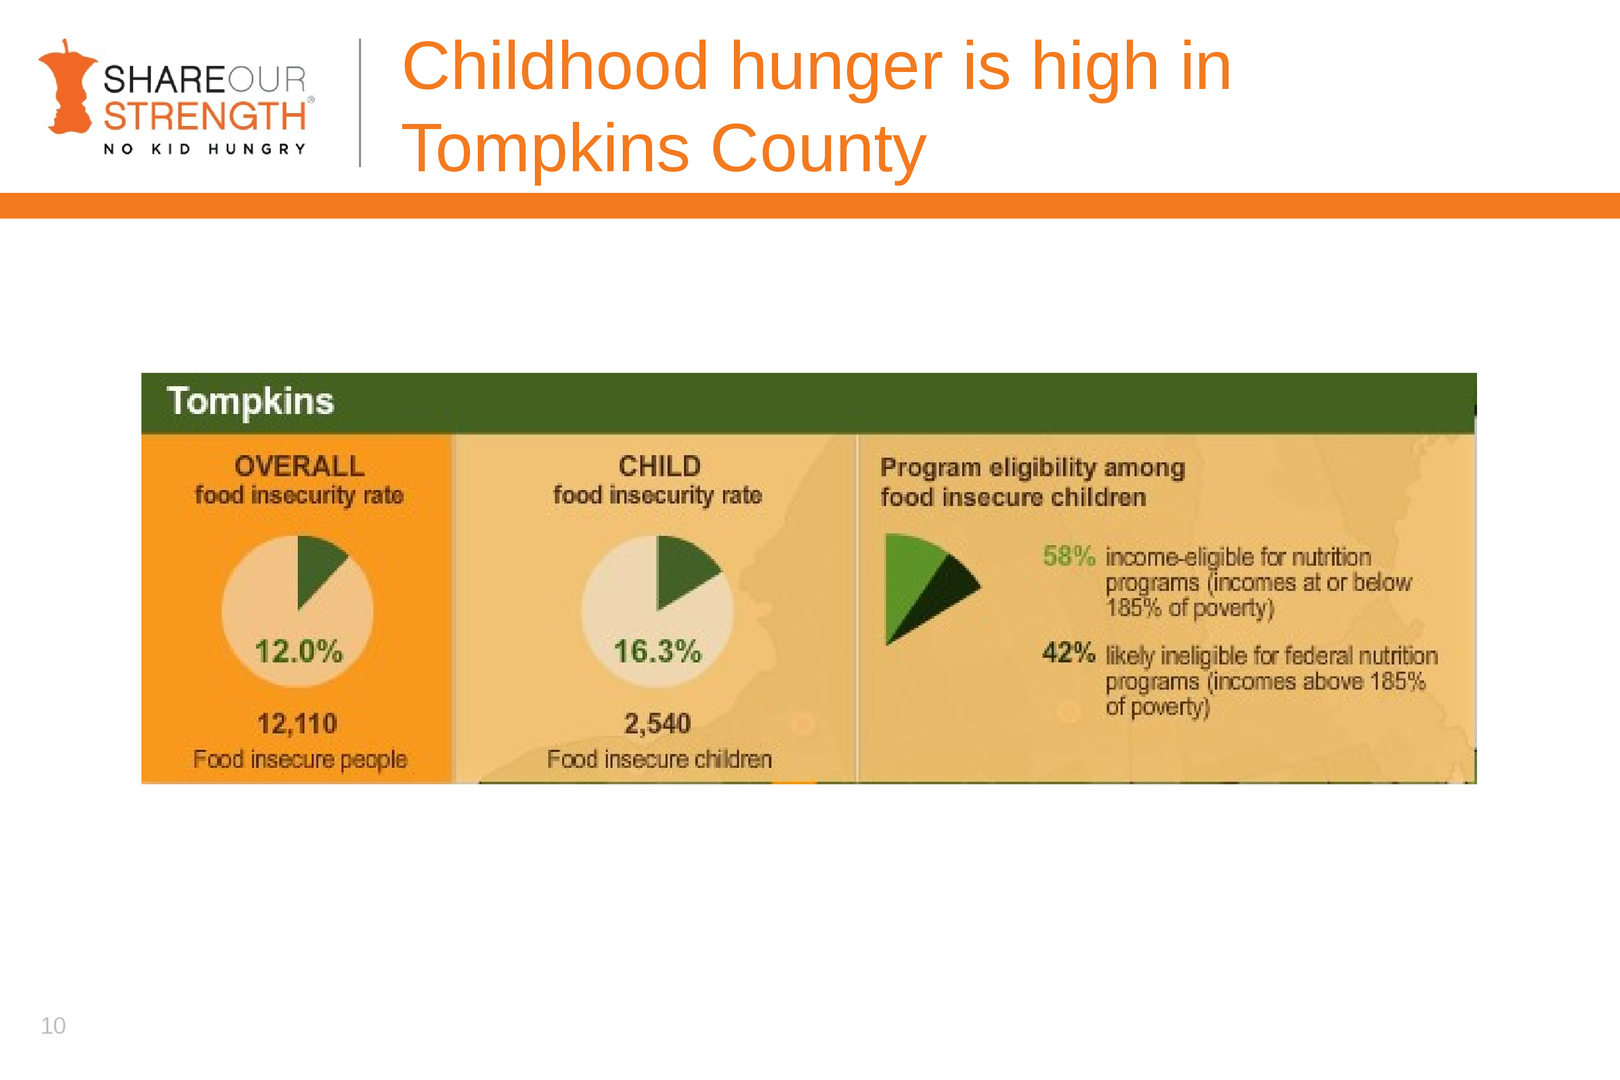 SHAREOUR
STRENGTH®
NO KID HUNGRY
Childhood hunger is high in
Tompkins County
Tompkins
OVERALL
food insecurity rate
12.0%
12,110
Food insecure people
CHILD
food insecurity rate
16.3%
2,540
Food insecure children
Program eligibility among
food insecure children
58% income-eligible for nutrition
programs (incomes at or below
185% of poverty)
42% likely ineligible for federal nutrition
programs (incomes above 185%
of poverty)
10